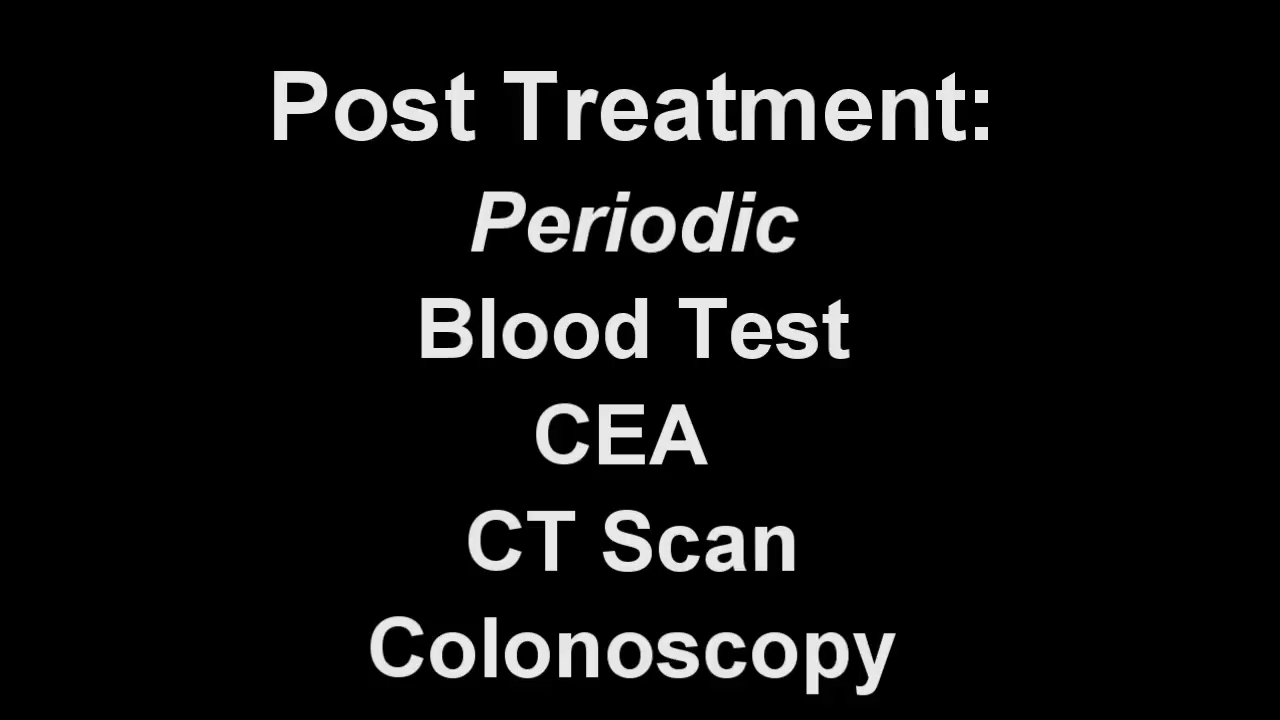 Post Treatment:
Periodic
Blood Test
CEA
CT Scan
Colonoscopy